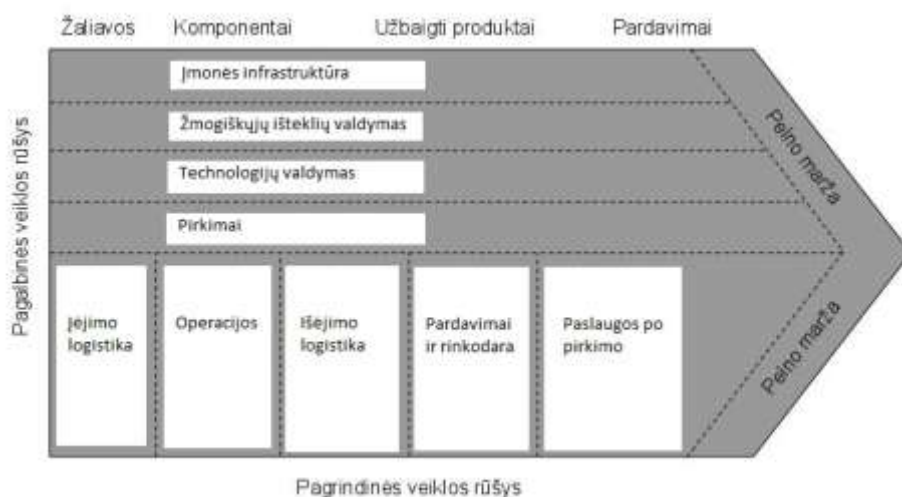 Žaliavos Komponentai Užbaigti produktai Pardavimai
Pagalbinės veiklos rūšys
Įmonės infrastruktūra
Žmogiškųjų išteklių valdymas
Technologijų valdymas
Pirkimai
Pelno marža
Įėjimo
logistika
Operacijos
Išėjimo
logistika
Pardavimai
ir rinkodara
Paslaugos po
pirkimo
Pelno marža
Pagrindinės veiklos rūšys